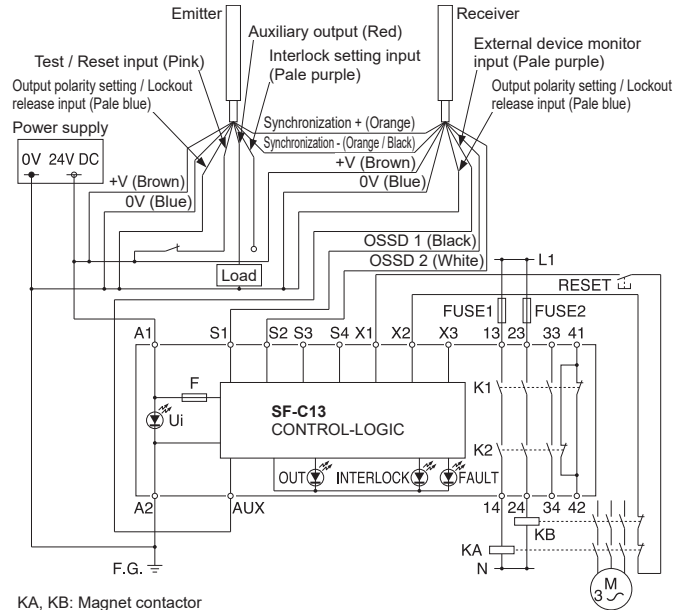 Emitter
Receiver
Auxiliary output (Red)
Test / Reset input (Pink)
Interlock setting input
(Pale purple)
External device monitor
input (Pale purple)
Output polarity setting / Lockout
release input (Pale blue)
Output polarity setting / Lockout
release input (Pale blue)
Power supply
0V 24V DC
Synchronization + (Orange)
Synchronization - (Orange / Black)
+V (Brown)
0V (Blue)
+V (Brown)
0V (Blue)
OSSD 1 (Black)
OSSD 2 (White)
Load
L1
RESET
FUSE1 FUSE2
A1 S1 S2 S3 S4 X1 X2 X3 13 23 33 41
F
Ui
K1
SF-C13
CONTROL-LOGIC
K2
OUT INTERLOCK FAULT
A2 AUX 14 24 34 42
KB
KA
F.G.
N
M
3
KA, KB: Magnet contactor